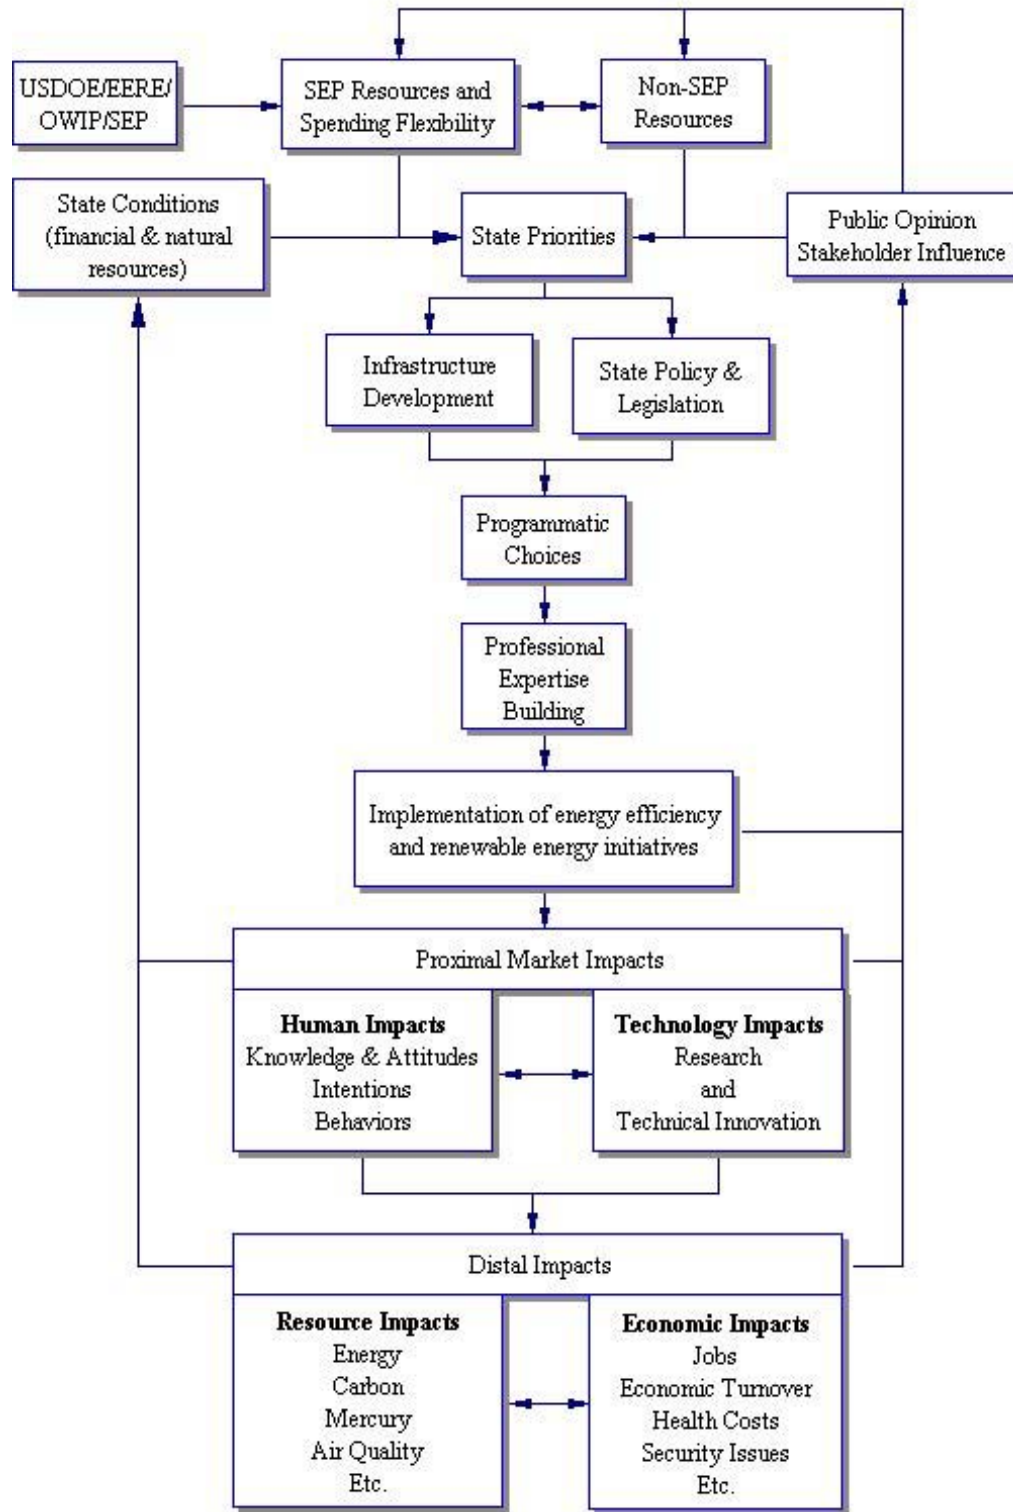 USDOE/EERE/
OWIP/SEP
SEP Resources and
Spending Flexibility
Non-SEP
Resources
State Conditions
(financial & natural
resources)
State Priorities
Public Opinion
Stakeholder Influence
Infrastructure
Development
State Policy &
Legislation
Programmatic
Choices
Professional
Expertise
Building
Implementation of energy efficiency
and renewable energy initiatives
Proximal Market Impacts
Human Impacts
Knowledge & Attitudes
Intentions
Behaviors
Technology Impacts
Research
and
Technical Innovation
Distal Impacts
Resource Impacts
Energy
Carbon
Mercury
Air Quality
Etc.
Economic Impacts
Jobs
Economic Turnover
Health Costs
Security Issues
Etc.